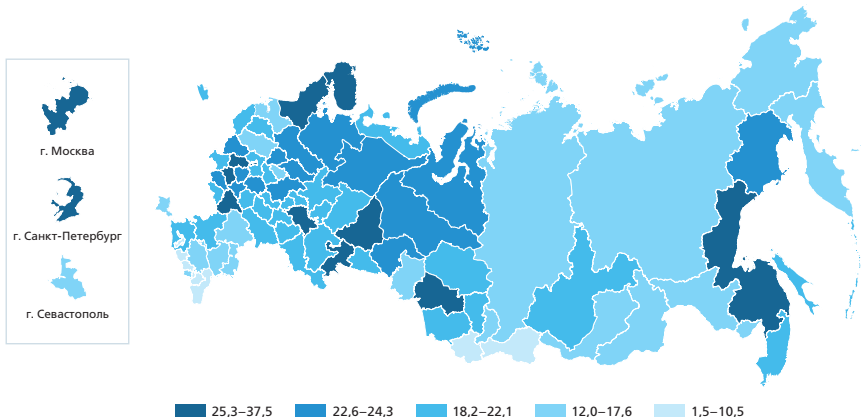 г. Москва
г. Санкт-Петербург
г. Севастополь
25,3–37,5 22,6–24,3 18,2–22,1 12,0–17,6 1,5–10,5